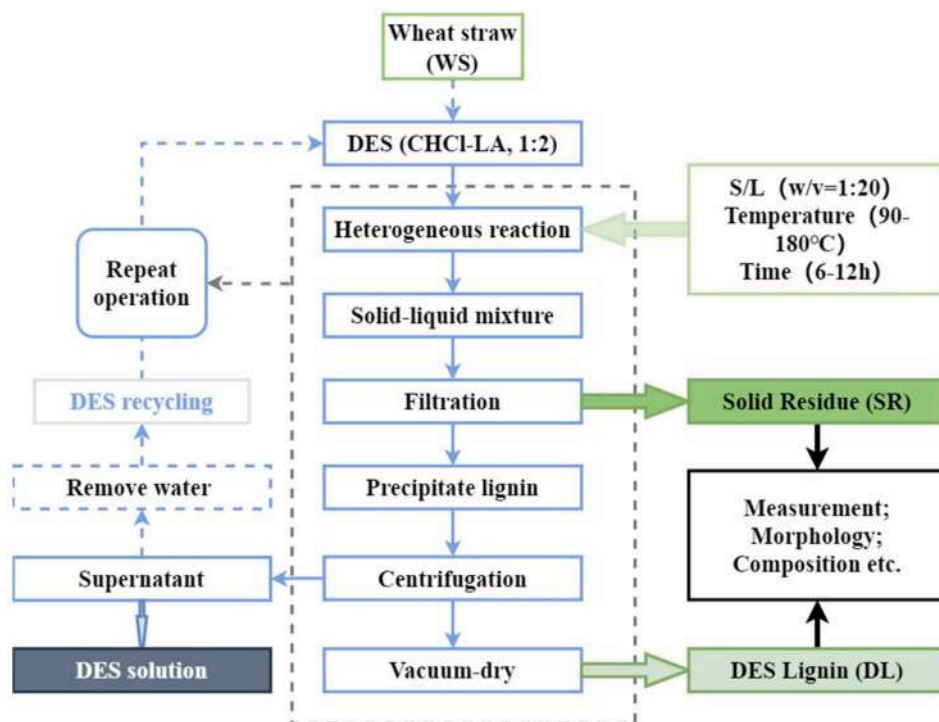 Wheat straw
(WS)
DES (CHCl-LA, 1:2)
S/L (w/v=1:20)
Temperature (90-
180℃)
Time (6-12h)
Heterogeneous reaction
Repeat
operation
Solid-liquid mixture
DES recycling
Filtration
Solid Residue (SR)
Remove water
Precipitate lignin
Measurement;
Morphology;
Composition etc.
Supernatant
Centrifugation
DES solution
Vacuum-dry
DES Lignin (DL)